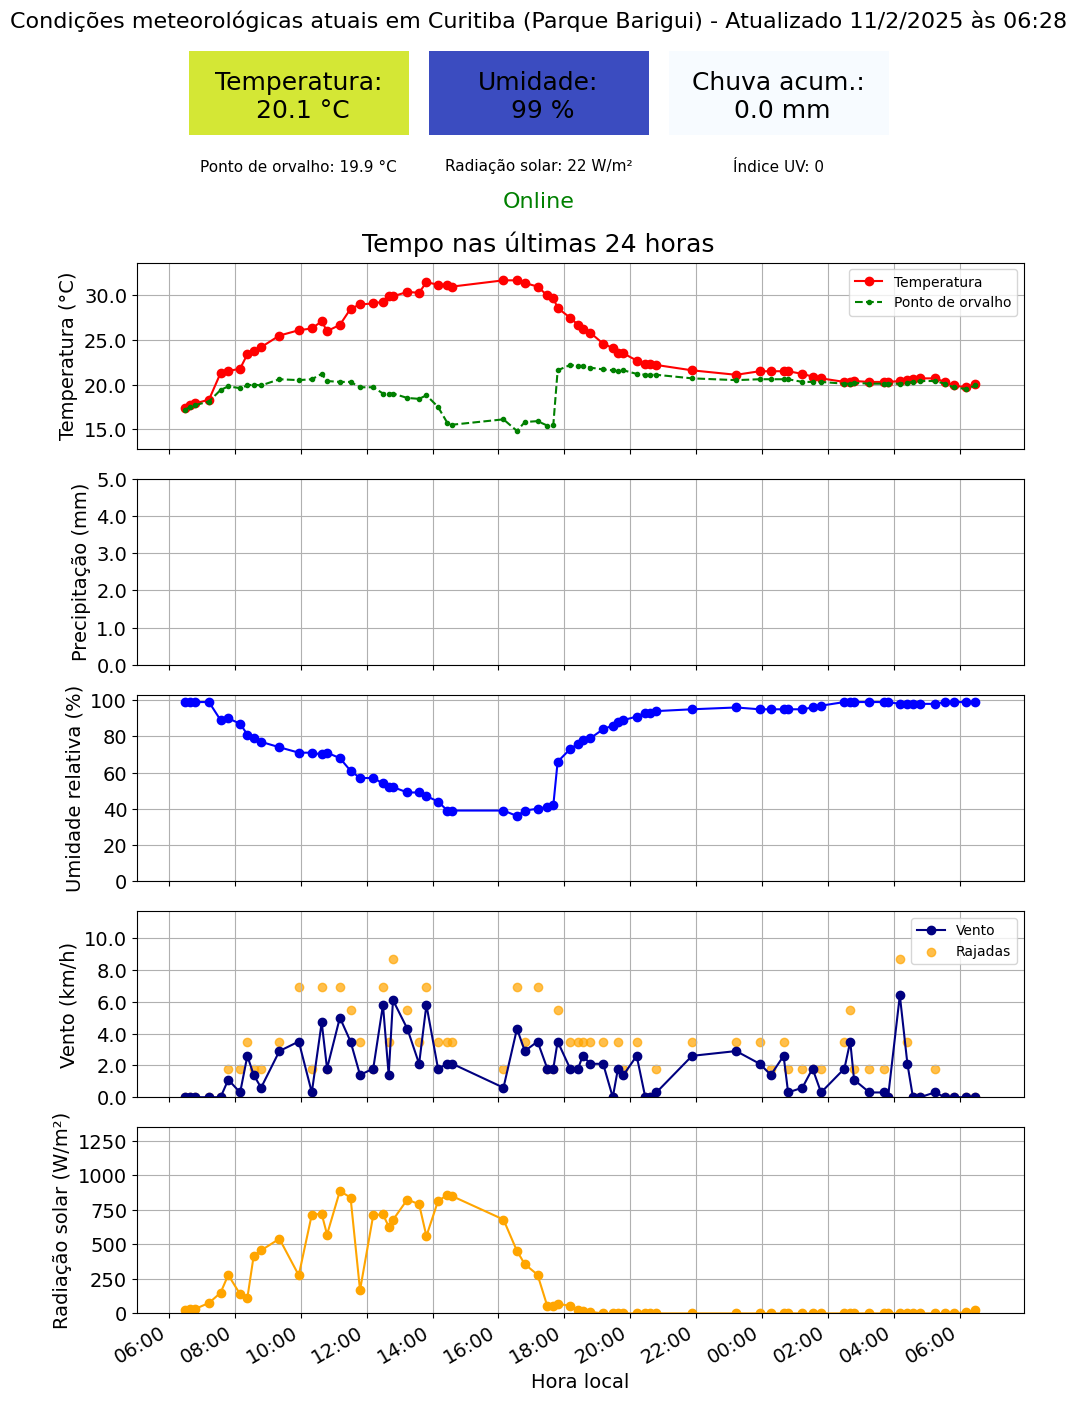 Condições meteorológicas atuais em Curitiba (Parque Barigui) - Atualizado 11/2/2025 às 06:28
Temperatura:
20.1 °C
Umidade:
99 %
Chuva acum.:
0.0 mm
Ponto de orvalho: 19.9 °C
Radiação solar: 22 W/m²
Índice UV: 0
Online
Tempo nas últimas 24 horas
Temperatura (°C)
30.0
25.0
20.0
15.0
Temperatura
Ponto de orvalho
Precipitação (mm)
5.0
4.0
3.0
2.0
1.0
0.0
Umidade relativa (%)
100
80
60
40
20
0
Vento (km/h)
10.0
8.0
6.0
4.0
2.0
0.0
Vento
Rajadas
Radiação solar (W/m²)
1250
1000
750
500
250
0
06:00
08:00
10:00
12:00
14:00
16:00
18:00
20:00
22:00
00:00
02:00
04:00
06:00
Hora local